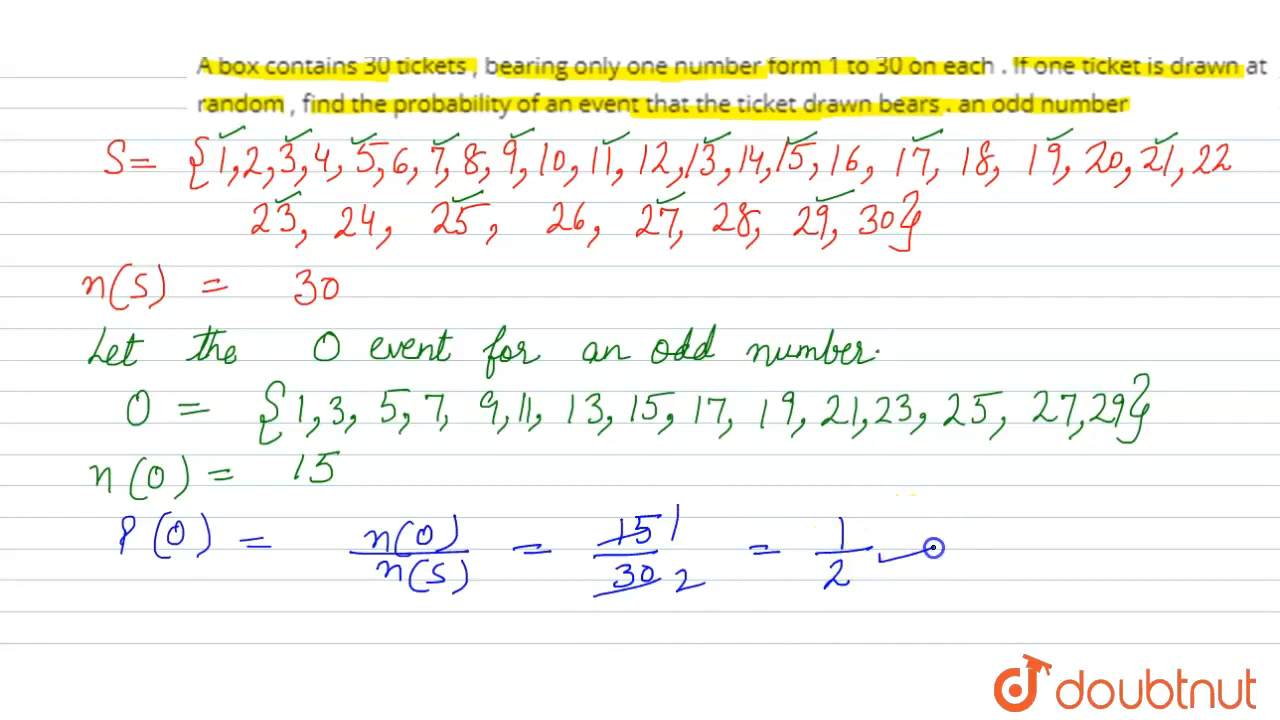 A box contains 30 tickets , bearing only one number form 1 to 30 on each . If one ticket is drawn at
random , find the probability of an event that the ticket drawn bears . an odd number
S = {1, 2, 3, 4, 5, 6, 7, 8, 9, 10, 11, 12, 13, 14, 15, 16, 17, 18, 19, 20, 21, 22
23, 24, 25, 26, 27, 28, 29, 30}
n(S) = 30
Let the O event for an odd number.
O = {1, 3, 5, 7, 9, 11, 13, 15, 17, 19, 21, 23, 25, 27, 29}
n(O) = 15
P(O) = n(O)/n(S) = 15 1/30 2 = 1/2
doubtnut